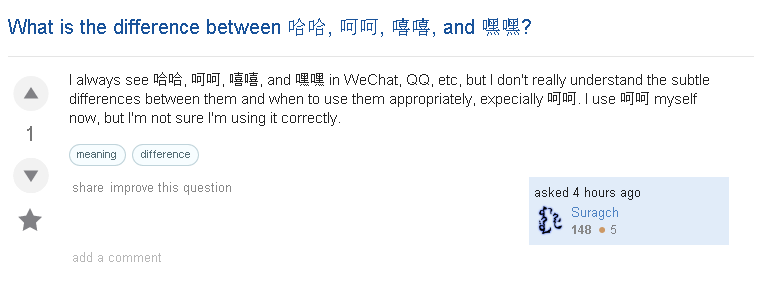 What is the difference between 哈哈, 呵呵, 嘻嘻, and 嘿嘿?
I always see 哈哈, 呵呵, 嘻嘻, and 嘿嘿 in WeChat, QQ, etc, but I don't really understand the subtle
differences between them and when to use them appropriately, expecially 呵呵. I use 呵呵 myself
now, but I'm not sure I'm using it correctly.
1
meaning difference
share improve this question
asked 4 hours ago
Suragch
148 5
add a comment